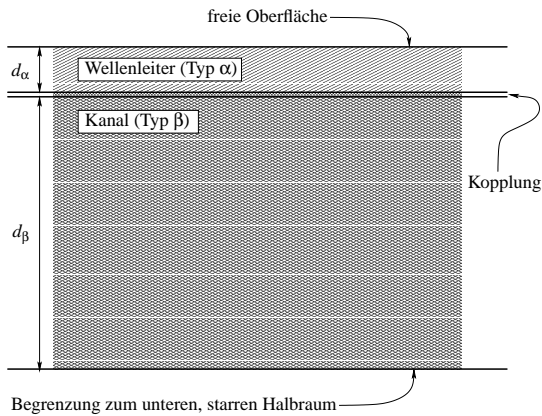 freie Oberfläche
dα
Wellenleiter (Typ α)
Kanal (Typ β)
Kopplung
dβ
Begrenzung zum unteren, starren Halbraum